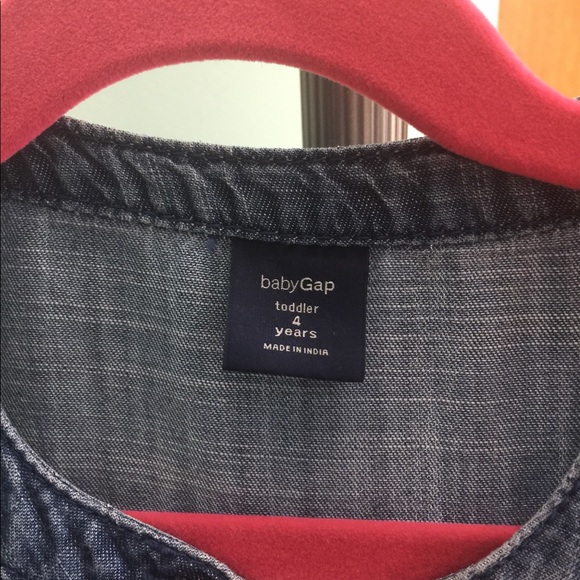 babyGap
toddler
4
years
MADE IN INDIA